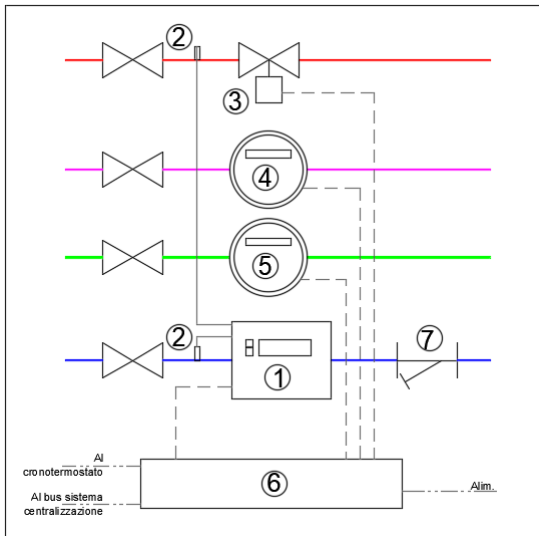 2
3
4
5
2
7
1
Al
cronotermostato
6
Al bus sistema
centralizzazione
Alim.